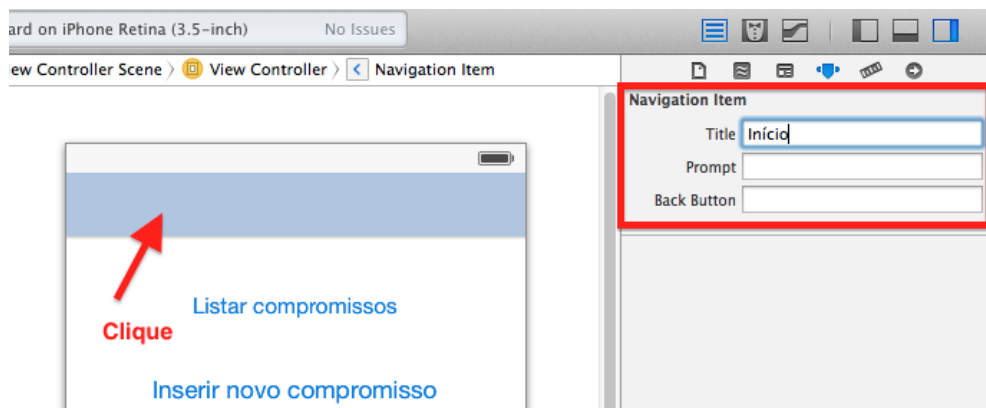 ard on iPhone Retina (3.5-inch) No Issues
ew Controller Scene View Controller Navigation Item
Navigation Item
Title Início
Prompt
Back Button
Listar compromissos
Clique
Inserir novo compromisso